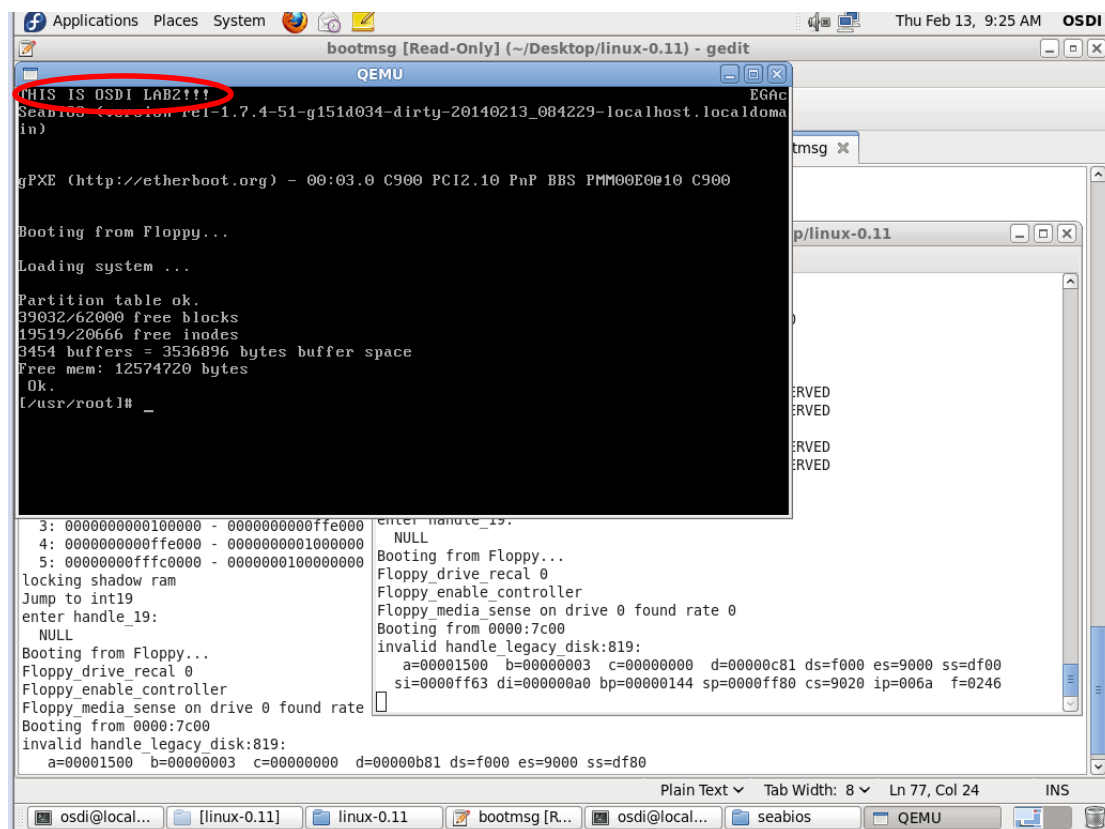 Applications Places System Thu Feb 13, 9:25 AM OSDI
bootmsg [Read-Only] (~/Desktop/linux-0.11) - gedit
QEMU
THIS IS OSDI LAB2!!! EGAc
SeaBIOS (version rel-1.7.4-51-g151d034-dirty-20140213_084229-localhost.localdoma
in)
tmsg
gPXE (http://etherboot.org) - 00:03.0 C900 PCI2.10 PnP BBS PMM00E0@10 C900
Booting from Floppy...
p/linux-0.11
Loading system ...
Partition table ok.
39032/62000 free blocks
19519/20666 free inodes
3454 buffers = 3536896 bytes buffer space
Free mem: 12574720 bytes
Ok.
[/usr/root]# _
ERVED
ERVED
ERVED
ERVED
3: 0000000000100000 - 0000000000ffe000
4: 0000000000ffe000 - 0000000001000000
5: 00000000fffc0000 - 0000000100000000
locking shadow ram
Jump to int19
enter handle_19:
NULL
Booting from Floppy...
Floppy_drive_recal 0
Floppy_enable_controller
Floppy_media_sense on drive 0 found rate
Booting from 0000:7c00
invalid handle_legacy_disk:819:
a=00001500 b=00000003 c=00000000 d=00000b81 ds=f000 es=9000 ss=df80
enter handle_19:
NULL
Booting from Floppy...
Floppy_drive_recal 0
Floppy_enable_controller
Floppy_media_sense on drive 0 found rate 0
Booting from 0000:7c00
invalid handle_legacy_disk:819:
a=00001500 b=00000003 c=00000000 d=00000c81 ds=f000 es=9000 ss=df00
si=0000ff63 di=000000a0 bp=00000144 sp=0000ff80 cs=9020 ip=006a f=0246
Plain Text Tab Width: 8 Ln 77, Col 24 INS
osdi@local... [linux-0.11] linux-0.11 bootmsg [R... osdi@local... seabios QEMU